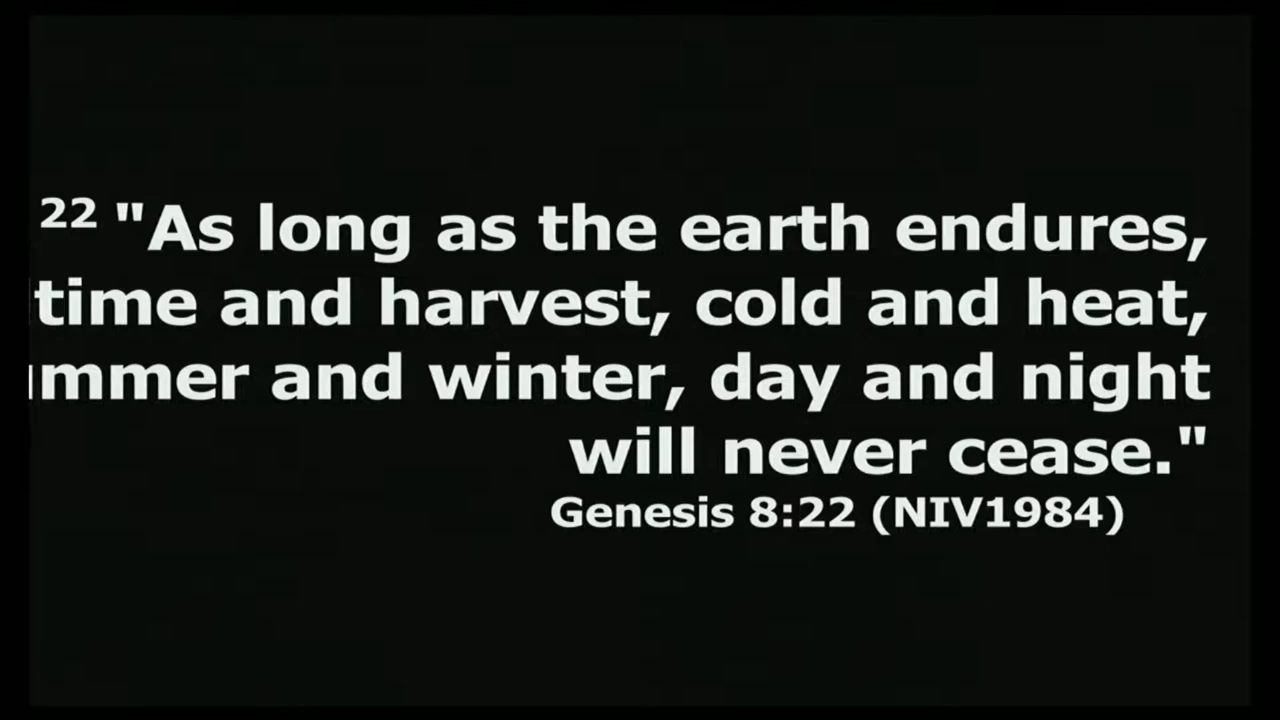 22 "As long as the earth endures,
time and harvest, cold and heat,
mmer and winter, day and night
will never cease."
Genesis 8:22 (NIV1984)